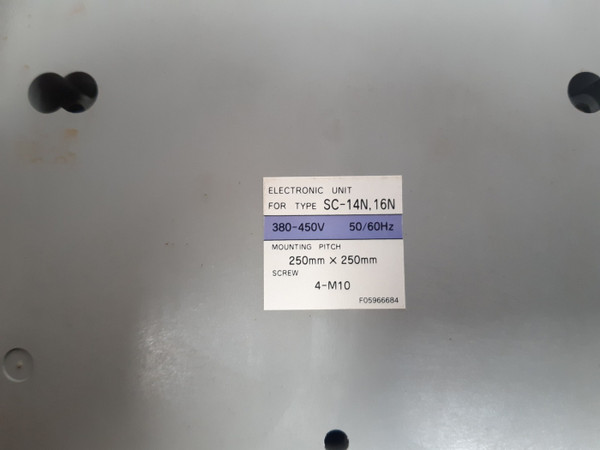 ELECTRONIC UNIT
FOR TYPE SC-14N,16N
380-450V 50/60Hz
MOUNTING PITCH
250mm × 250mm
SCREW
4-M10
F05966684